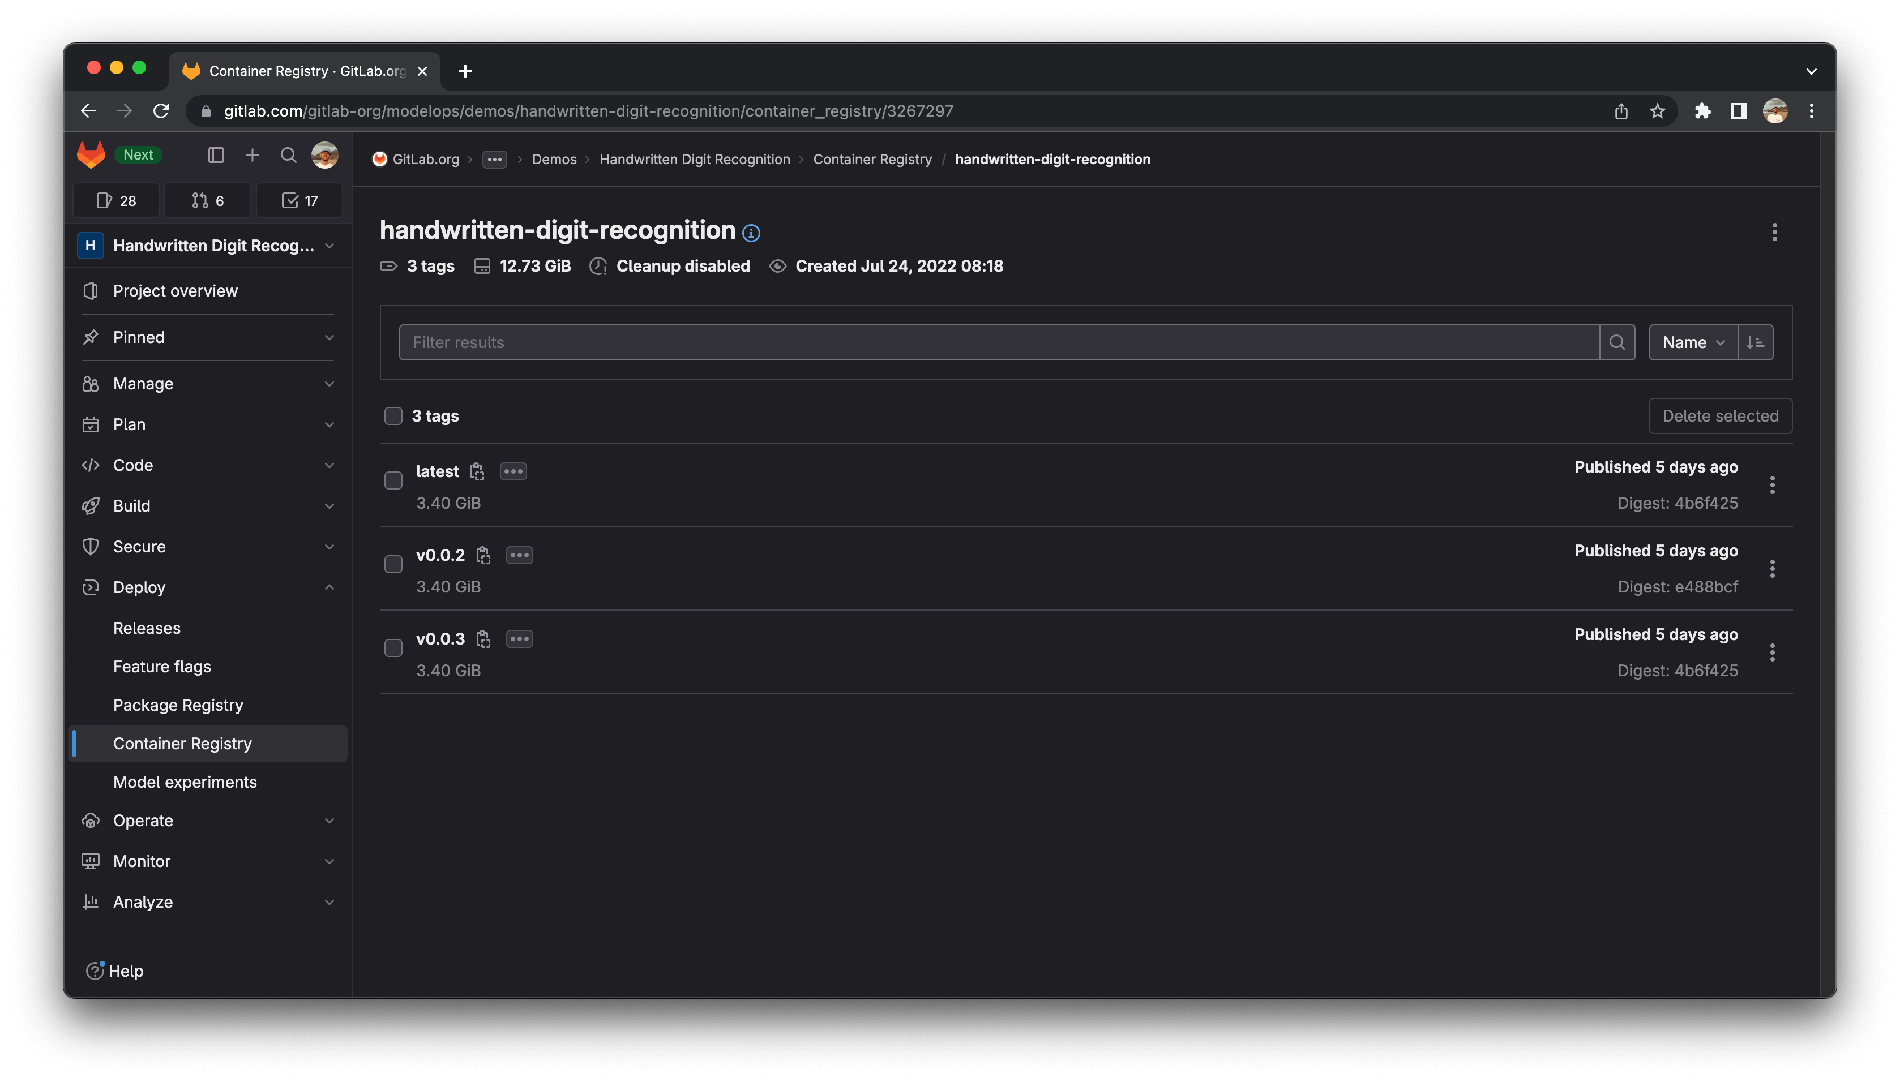 Container Registry · GitLab.org
gitlab.com/gitlab-org/modelops/demos/handwritten-digit-recognition/container_registry/3267297
Next
28 6 17
H Handwritten Digit Recog...
Project overview
Pinned
Manage
Plan
Code
Build
Secure
Deploy
Releases
Feature flags
Package Registry
Container Registry
Model experiments
Operate
Monitor
Analyze
Help
GitLab.org > ... > Demos > Handwritten Digit Recognition > Container Registry / handwritten-digit-recognition
handwritten-digit-recognition
3 tags 12.73 GiB Cleanup disabled Created Jul 24, 2022 08:18
Filter results Name
3 tags Delete selected
latest Published 5 days ago
3.40 GiB Digest: 4b6f425
v0.0.2 Published 5 days ago
3.40 GiB Digest: e488bcf
v0.0.3 Published 5 days ago
3.40 GiB Digest: 4b6f425